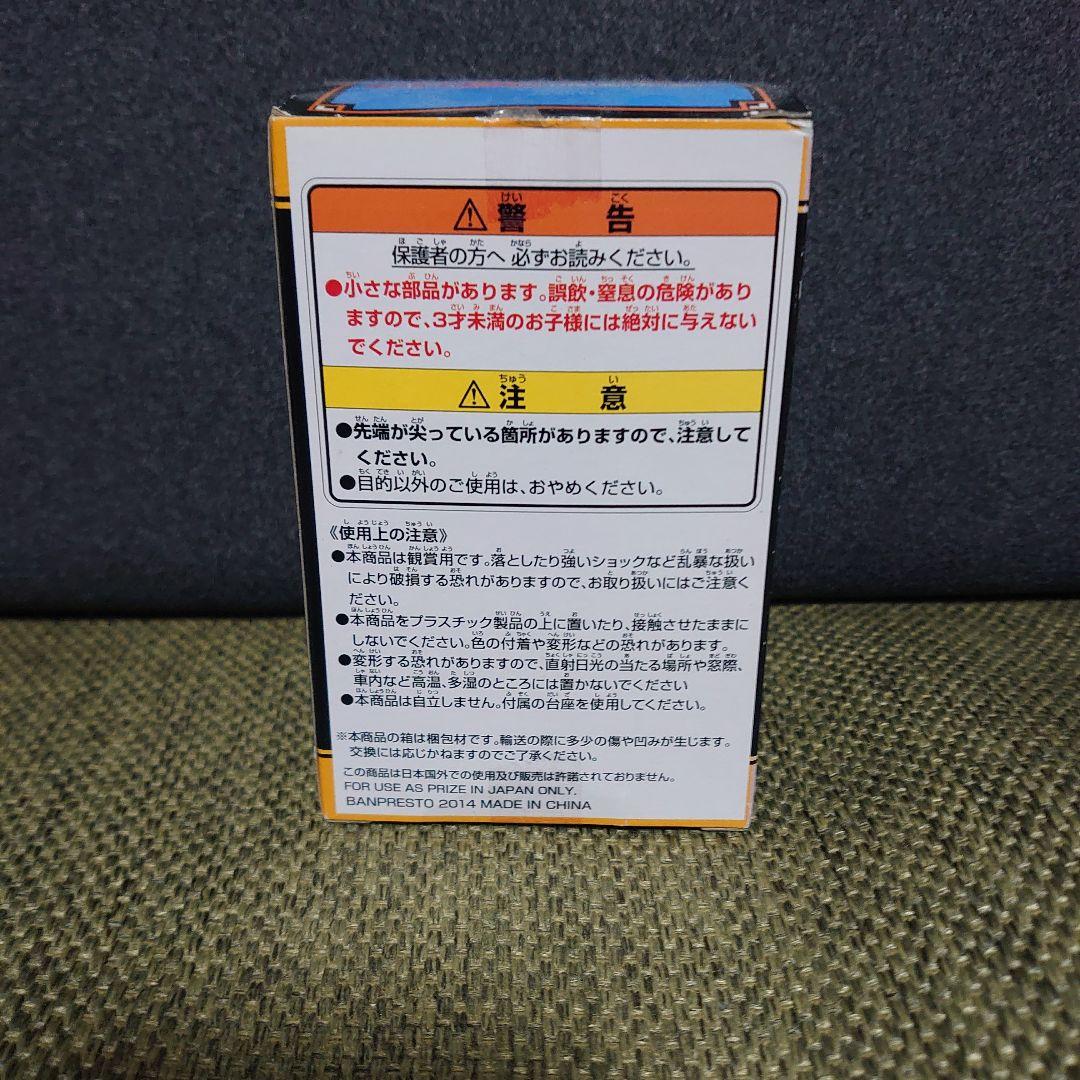 ⚠警告
保護者の方へ 必ずお読みください。
●小さな部品があります。誤飲・窒息の危険があり
ますので、3才未満のお子様には絶対に与えない
でください。
⚠注意
●先端が尖っている箇所がありますので、注意して
ください。
●目的以外のご使用は、おやめください。
《使用上の注意》
●本商品は観賞用です。落としたり強いショックなど乱暴な扱い
により破損する恐れがありますので、お取り扱いにはご注意く
ださい。
●本商品をプラスチック製品の上に置いたり、接触させたままに
しないでください。色の付着や変形などの恐れがあります。
●変形する恐れがありますので、直射日光の当たる場所や窓際、
車内など高温、多湿のところには置かないでください
●本商品は自立しません。付属の台座を使用してください。
※本商品の箱は梱包材です。輸送の際に多少の傷や凹みが生じます。
交換には応じかねますのでご了承ください。
この商品は日本国外での使用及び販売は許諾されておりません。
FOR USE AS PRIZE IN JAPAN ONLY.
BANPRESTO 2014 MADE IN CHINA